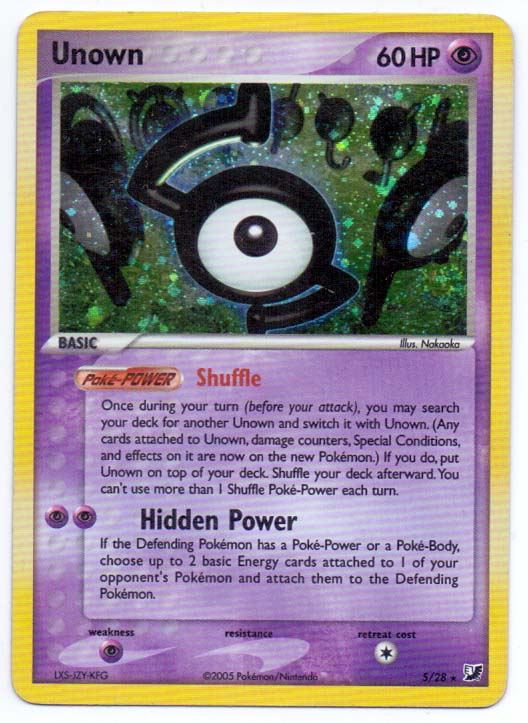 Unown 60 HP
BASIC Illus. Nakaoka
Poké-POWER Shuffle
Once during your turn (before your attack), you may search
your deck for another Unown and switch it with Unown. (Any
cards attached to Unown, damage counters, Special Conditions,
and effects on it are now on the new Pokémon.) If you do, put
Unown on top of your deck. Shuffle your deck afterward. You
can't use more than 1 Shuffle Poké-Power each turn.
Hidden Power
If the Defending Pokémon has a Poké-Power or a Poké-Body,
choose up to 2 basic Energy cards attached to 1 of your
opponent's Pokémon and attach them to the Defending
Pokémon.
weakness resistance retreat cost
LXS-JZY-KFG ©2005 Pokémon/Nintendo 5/28 ★